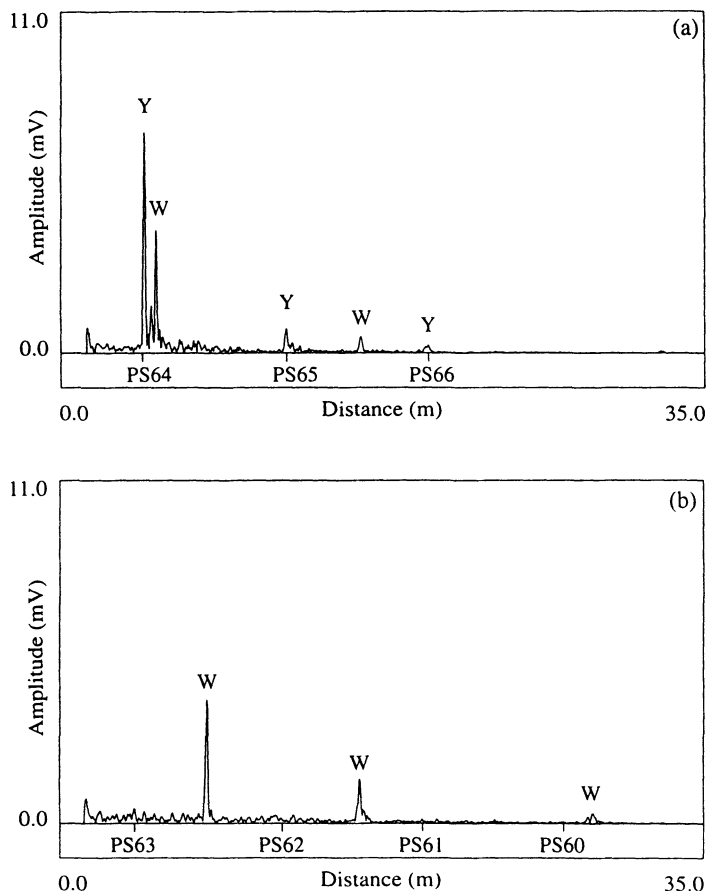 11.0
(a)
Y
W
Amplitude (mV)
Y
W
Y
0.0
PS64 PS65 PS66
0.0 Distance (m) 35.0
11.0
(b)
W
Amplitude (mV)
W
W
0.0
PS63 PS62 PS61 PS60
0.0 Distance (m) 35.0